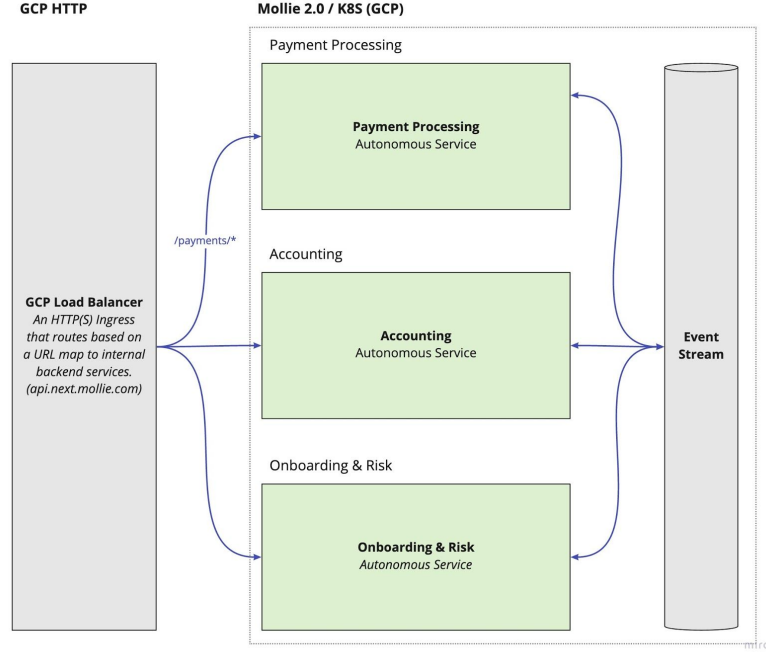 GCP HTTP
Mollie 2.0 / K8S (GCP)
Payment Processing
Payment Processing
Autonomous Service
/payments/*
Accounting
GCP Load Balancer
An HTTP(S) Ingress
that routes based on
a URL map to internal
backend services.
(api.next.mollie.com)
Accounting
Autonomous Service
Event
Stream
Onboarding & Risk
Onboarding & Risk
Autonomous Service